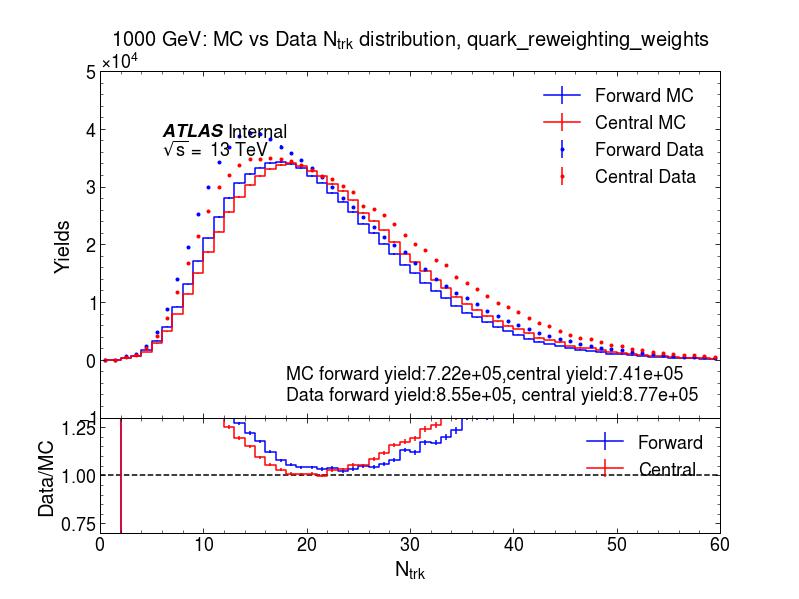 1000 GeV: MC vs Data N_trk distribution, quark_reweighting_weights
×10⁴
5
4
3
2
1
0
1
Yields
ATLAS Internal
√s = 13 TeV
Forward MC
Central MC
Forward Data
Central Data
MC forward yield:7.22e+05,central yield:7.41e+05
Data forward yield:8.55e+05, central yield:8.77e+05
1.25
1.00
0.75
Data/MC
Forward
Central
0 10 20 30 40 50 60
N_trk